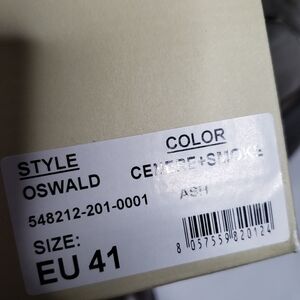 STYLE
OSWALD
548212-201-0001
SIZE:
EU 41
COLOR
CENERE+SMOKE
ASH
8 057559 820124